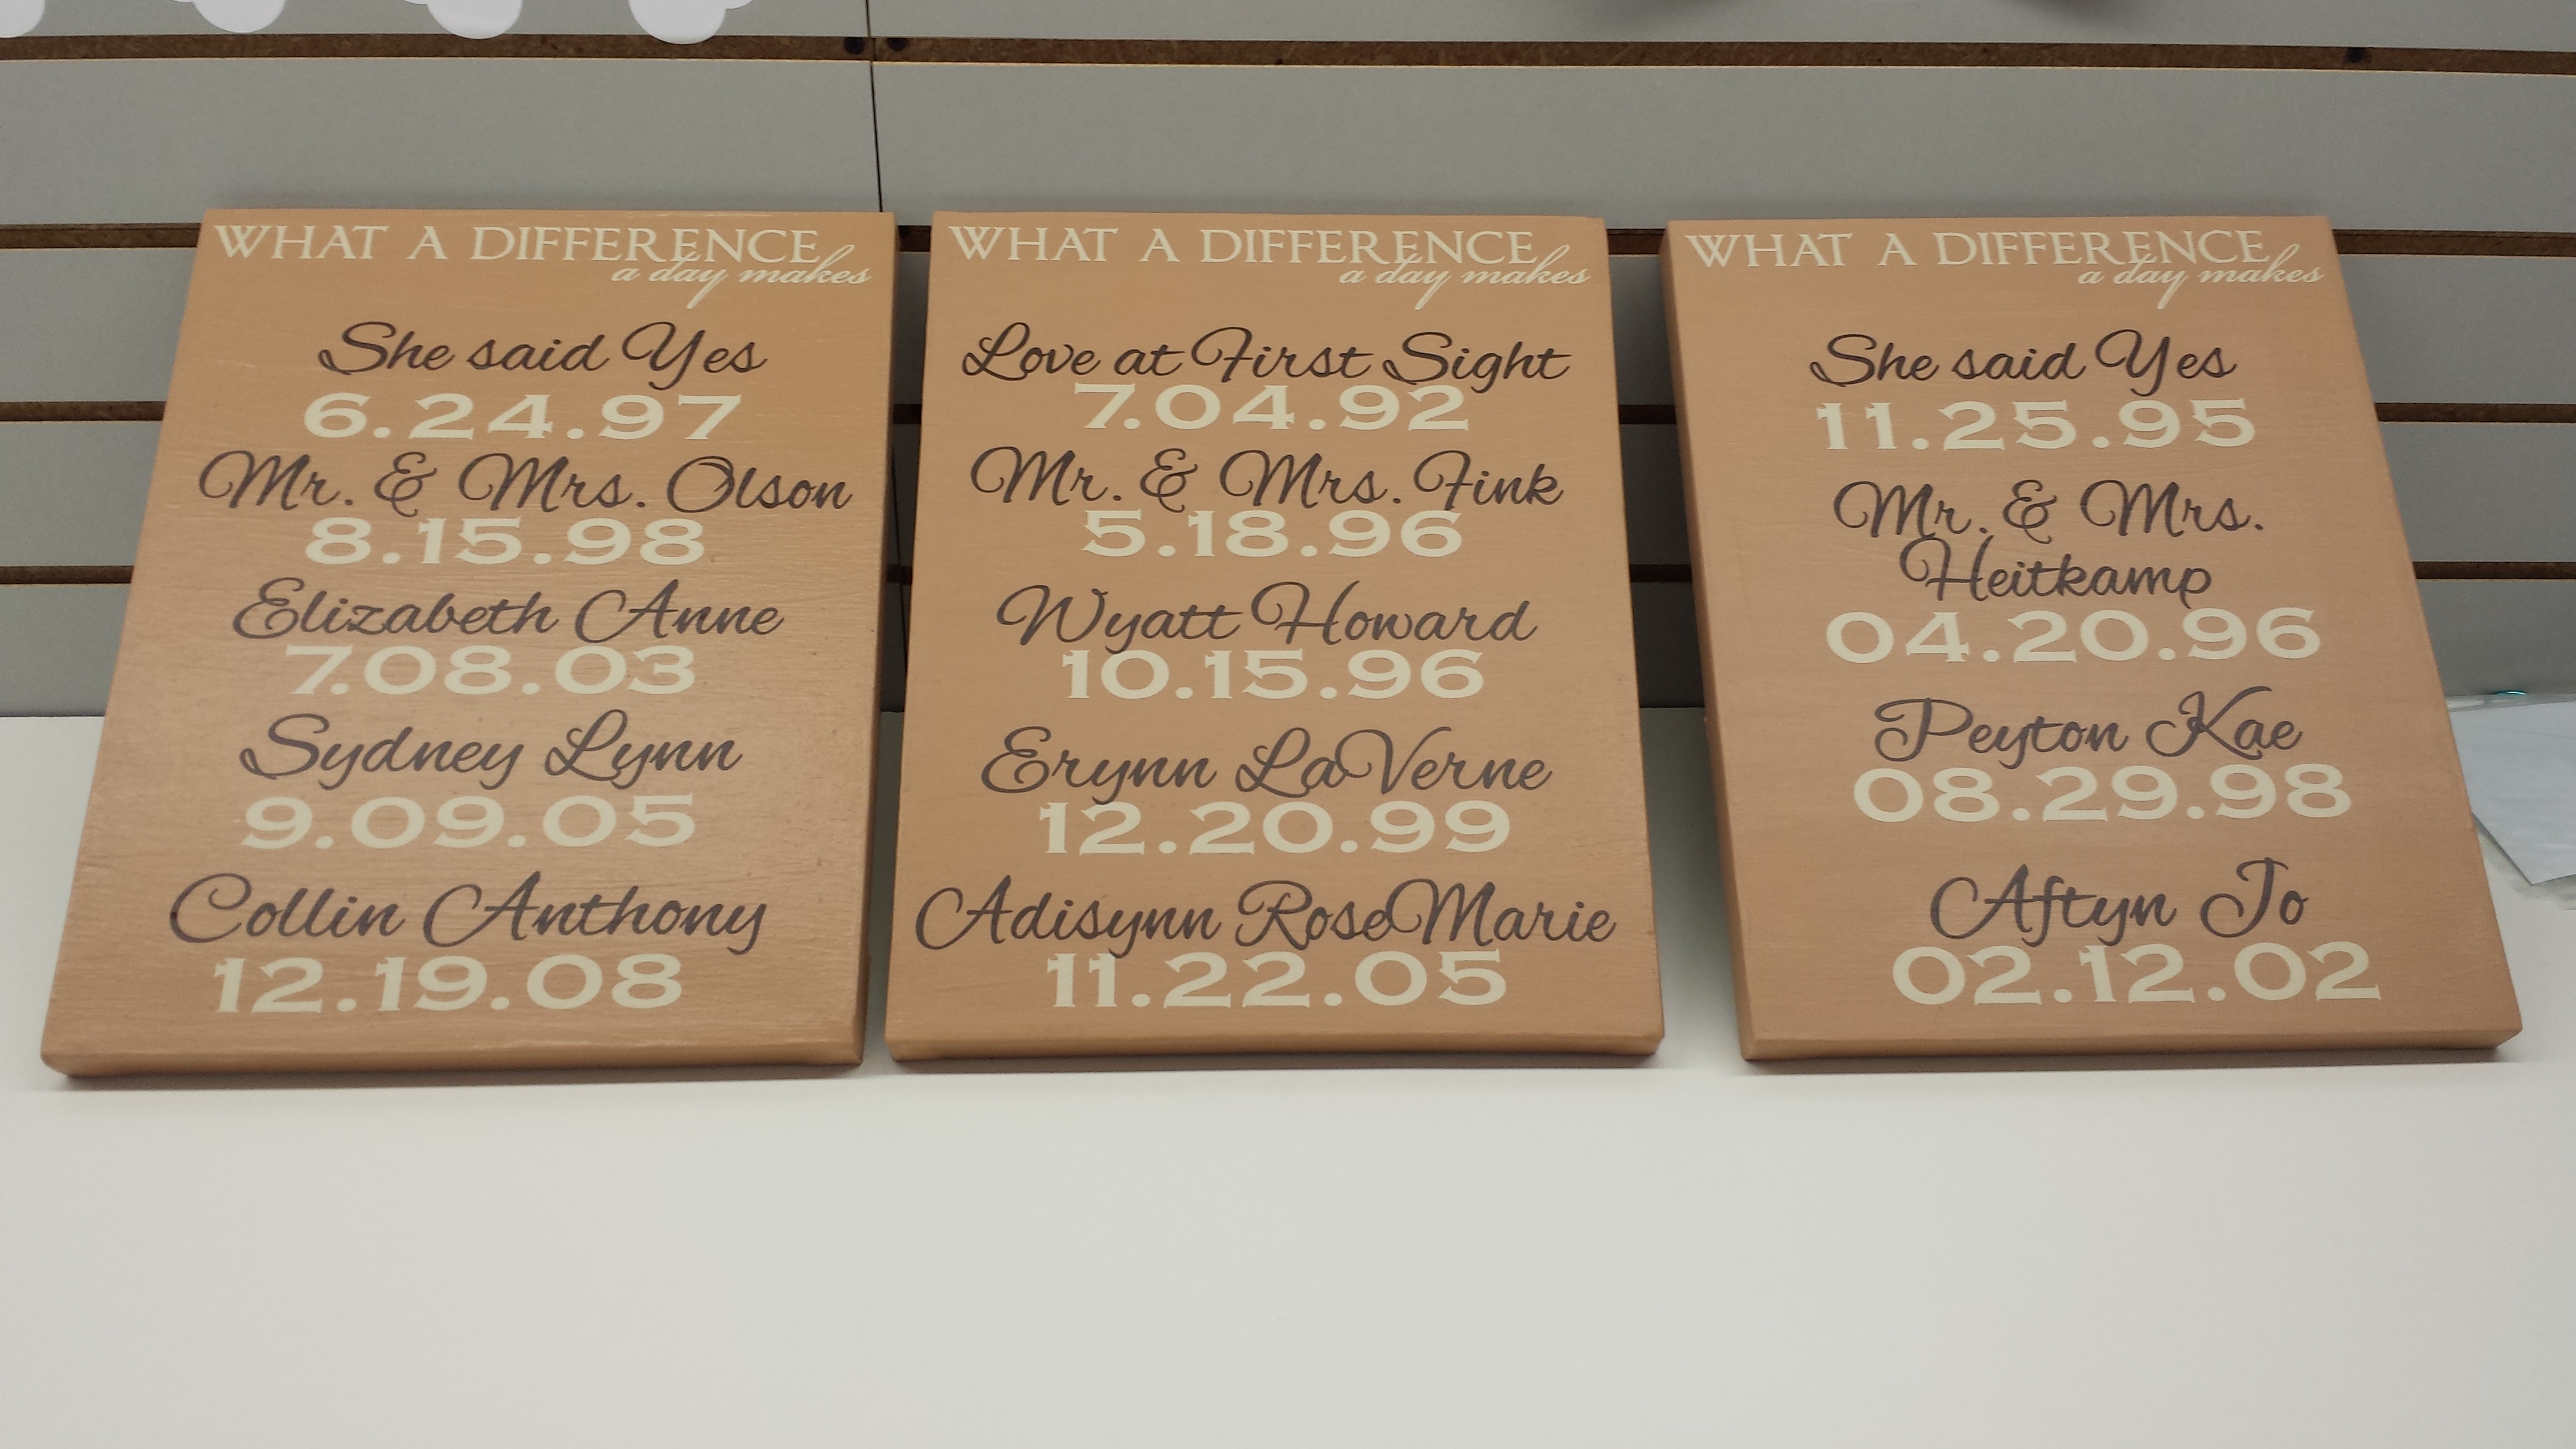 WHAT A DIFFERENCE
a day makes
She said Yes
6.24.97
Mr. & Mrs. Olson
8.15.98
Elizabeth Anne
7.08.03
Sydney Lynn
9.09.05
Collin Anthony
12.19.08
WHAT A DIFFERENCE
a day makes
Love at First Sight
7.04.92
Mr. & Mrs. Fink
5.18.96
Wyatt Howard
10.15.96
Erynn LaVerne
12.20.99
Adisynn RoseMarie
11.22.05
WHAT A DIFFERENCE
a day makes
She said Yes
11.25.95
Mr. & Mrs.
Heitkamp
04.20.96
Peyton Kae
08.29.98
Aftyn Jo
02.12.02